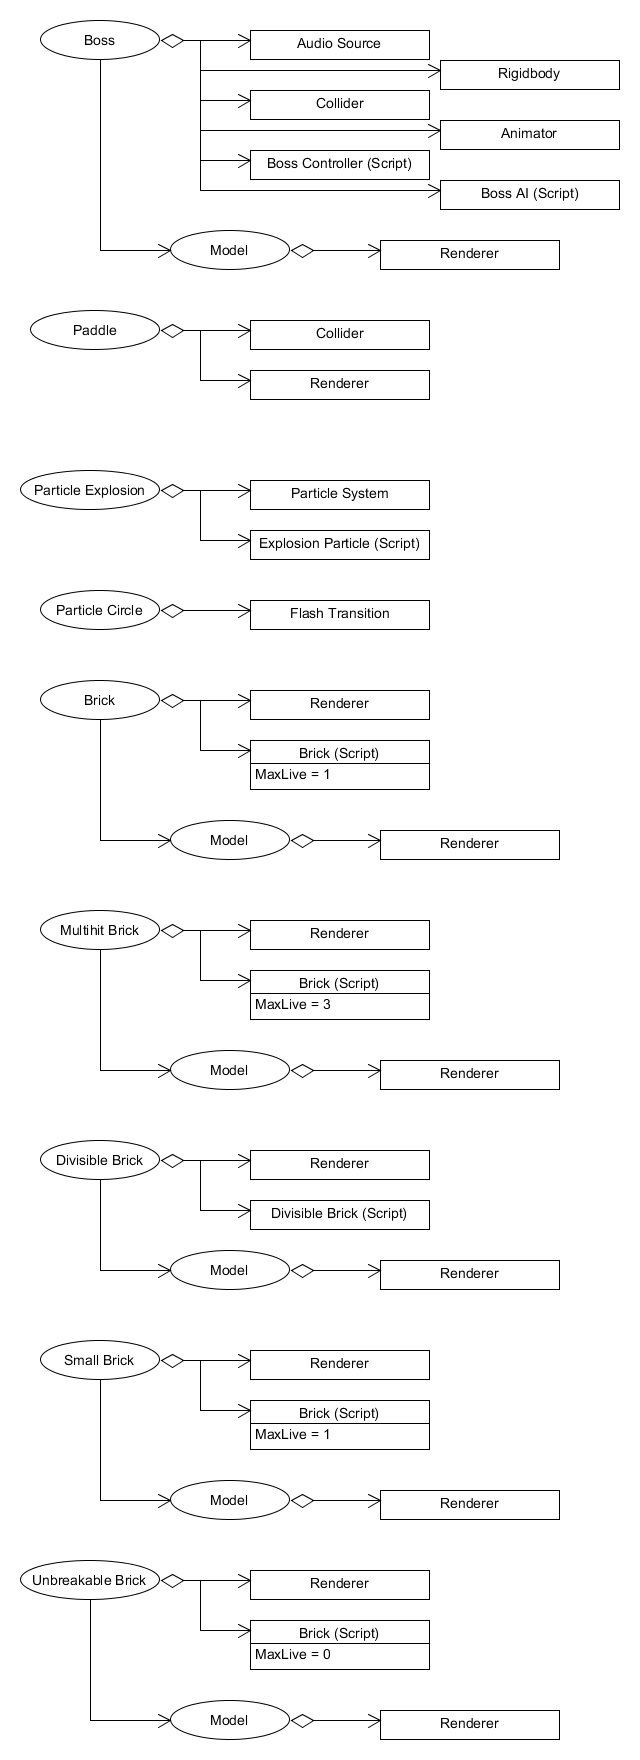 Boss
Audio Source
Rigidbody
Collider
Animator
Boss Controller (Script)
Boss AI (Script)
Model
Renderer
Paddle
Collider
Renderer
Particle Explosion
Particle System
Explosion Particle (Script)
Particle Circle
Flash Transition
Brick
Renderer
Brick (Script)
MaxLive = 1
Model
Renderer
Multihit Brick
Renderer
Brick (Script)
MaxLive = 3
Model
Renderer
Divisible Brick
Renderer
Divisible Brick (Script)
Model
Renderer
Small Brick
Renderer
Brick (Script)
MaxLive = 1
Model
Renderer
Unbreakable Brick
Renderer
Brick (Script)
MaxLive = 0
Model
Renderer